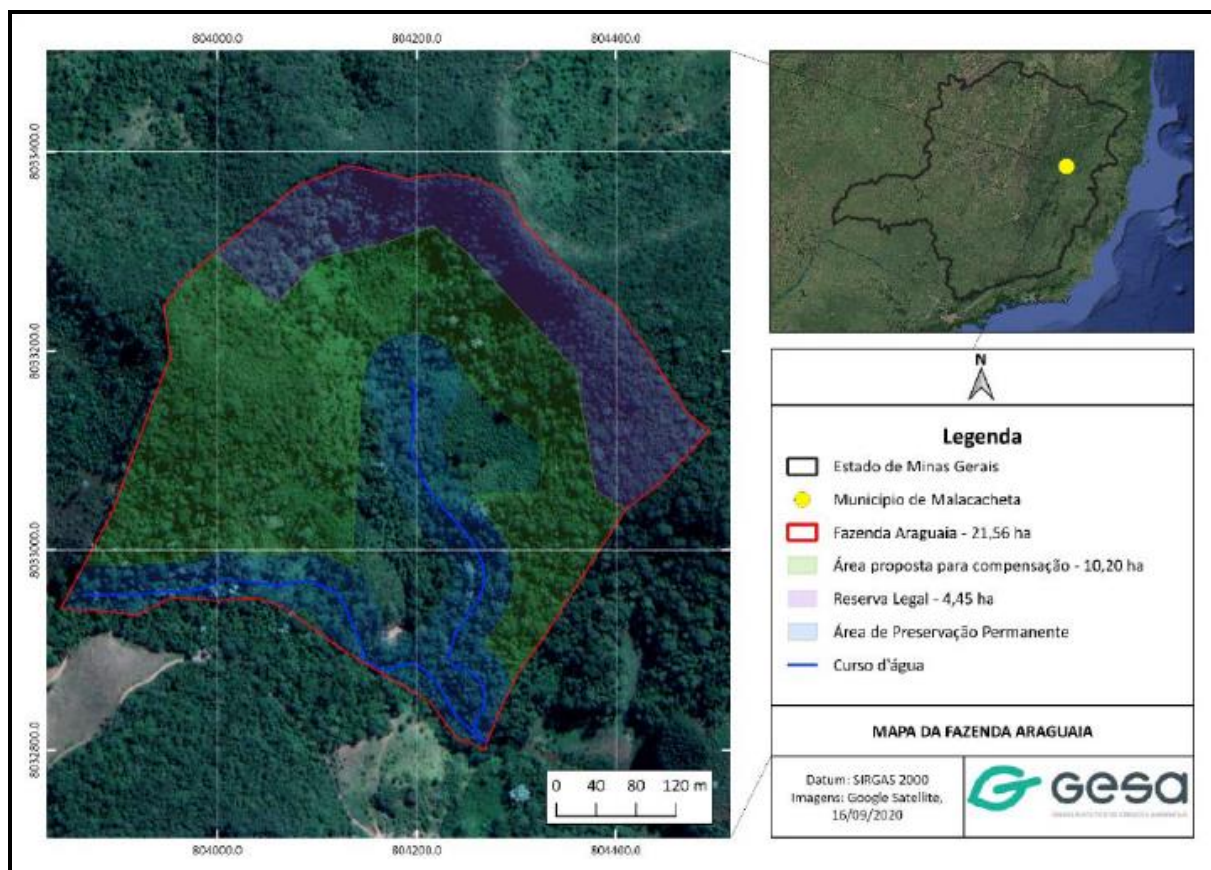 804000.0
804200.0
804400.0
8033400.0
8033200.0
8033000.0
8032800.0
804000.0
804200.0
804400.0
0 40 80 120 m
N
Legenda
Estado de Minas Gerais
Município de Malacacheta
Fazenda Araguaia - 21,56 ha
Área proposta para compensação - 10,20 ha
Reserva Legal - 4,45 ha
Área de Preservação Permanente
Curso d'água
MAPA DA FAZENDA ARAGUAIA
Datum: SIRGAS 2000
Imagens: Google Satellite,
16/09/2020
GESA